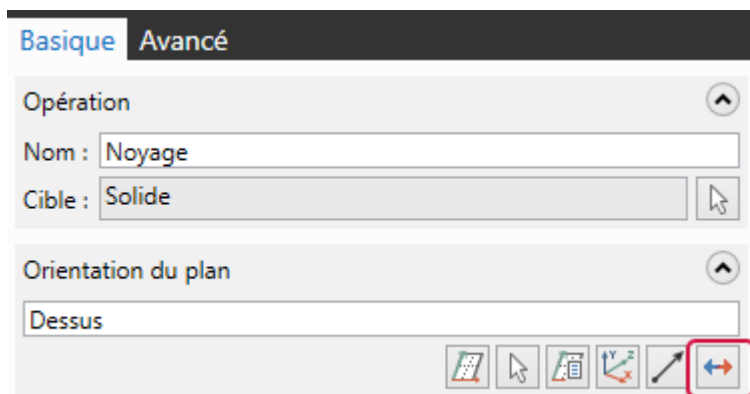 Basique Avancé
Opération
Nom : Noyage
Cible : Solide
Orientation du plan
Dessus